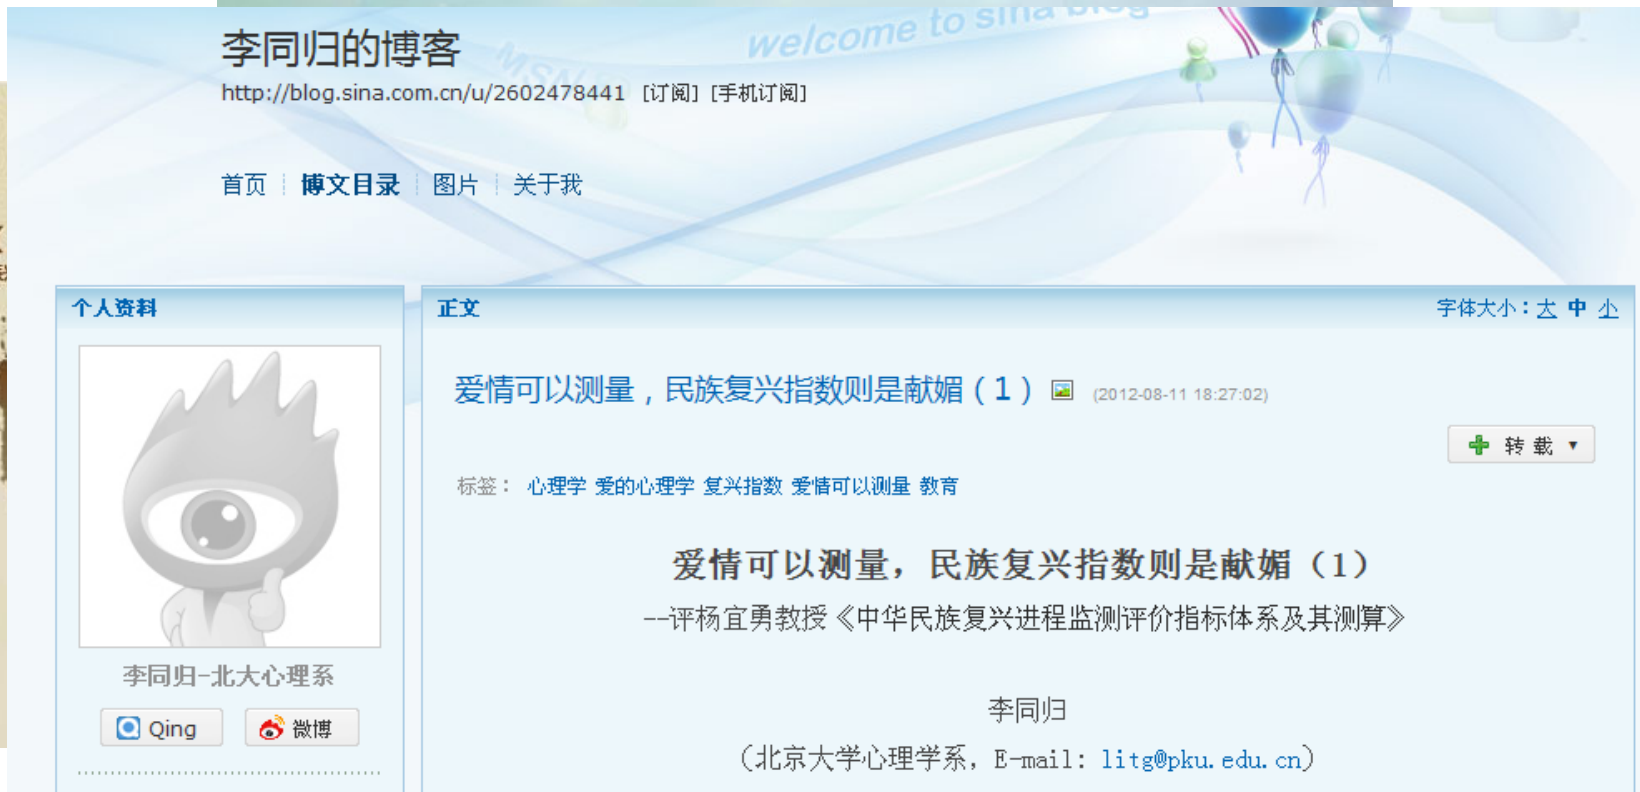 welcome to sina blog
MSN
李同归的博客
http://blog.sina.com.cn/u/2602478441 [订阅] [手机订阅]
首页 博文目录 图片 关于我
个人资料
正文 字体大小：大 中 小
爱情可以测量，民族复兴指数则是献媚（1） (2012-08-11 18:27:02)
转载
标签： 心理学 爱的心理学 复兴指数 爱情可以测量 教育
爱情可以测量，民族复兴指数则是献媚（1）
--评杨宜勇教授《中华民族复兴进程监测评价指标体系及其测算》
李同归
（北京大学心理学系，E-mail: litg@pku.edu.cn）
李同归-北大心理系
Qing 微博